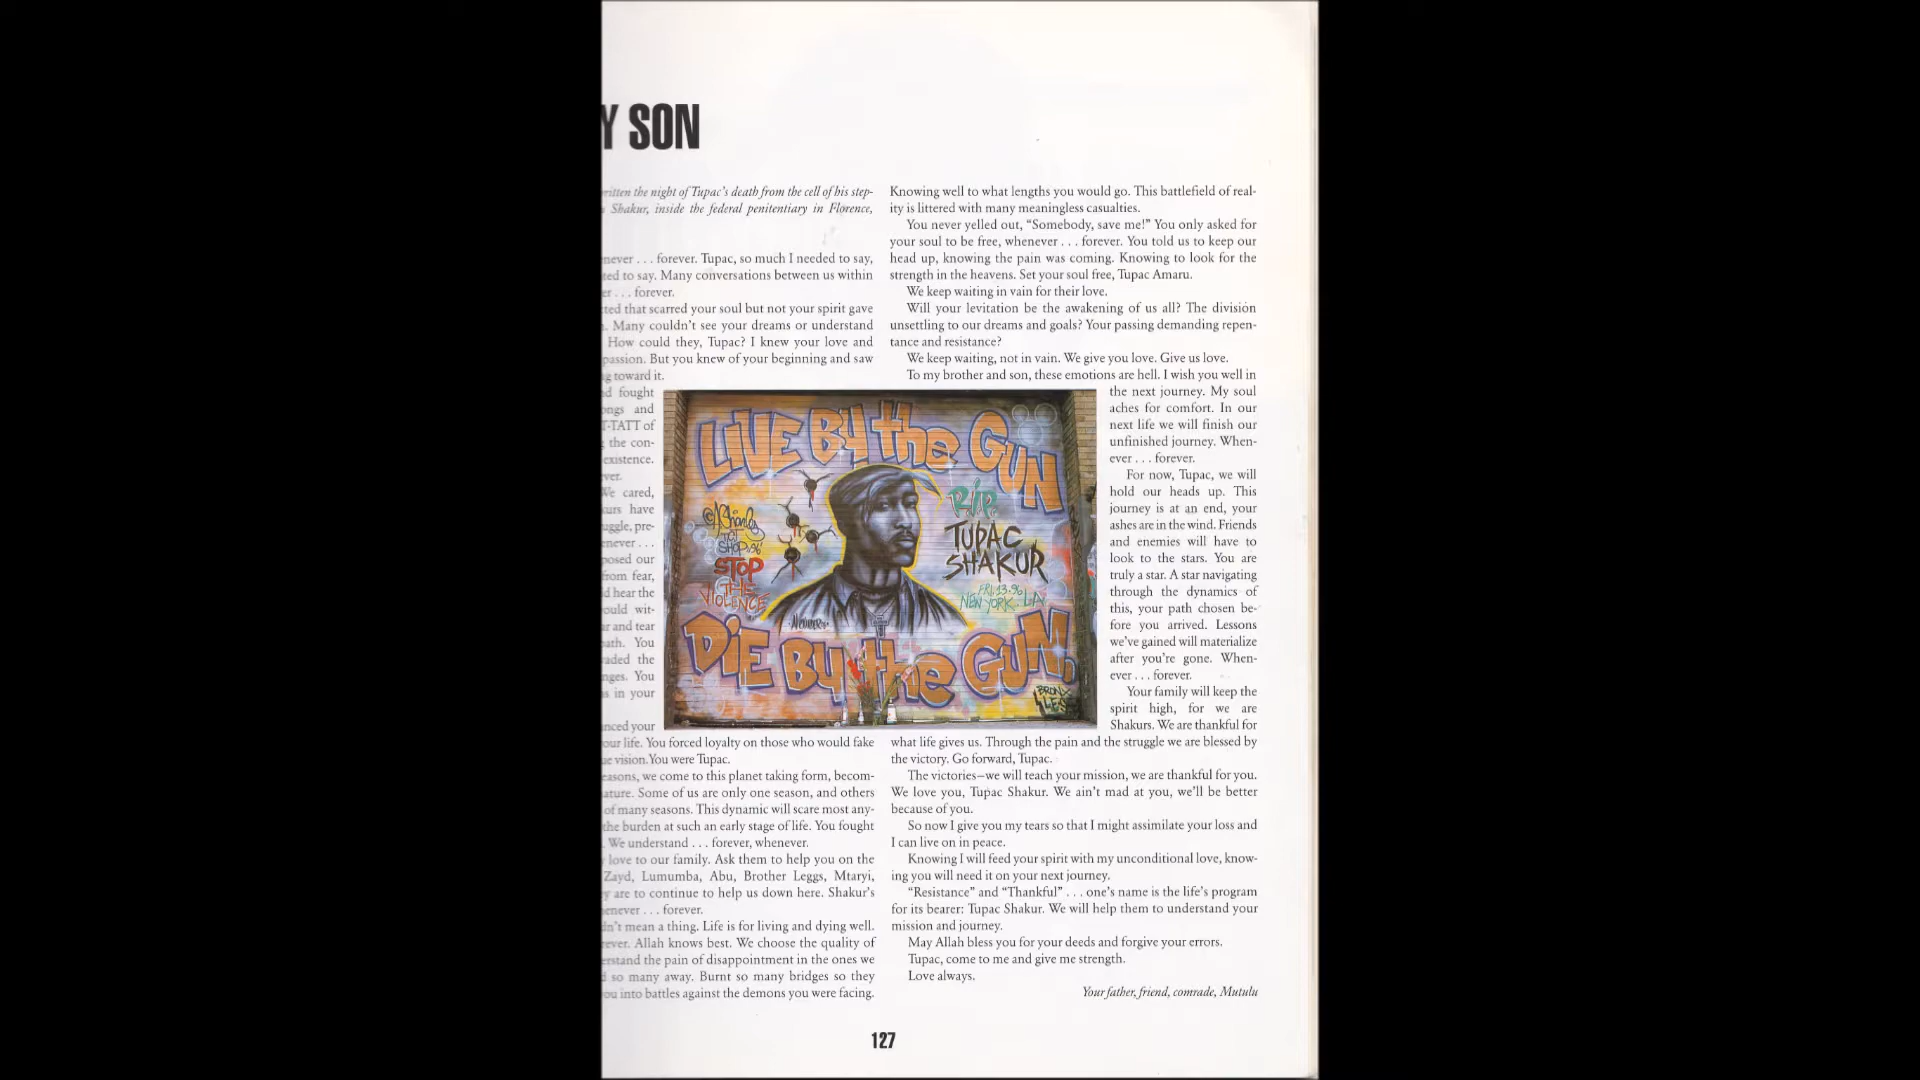 Y SON
ritten the night of Tupac's death from the cell of his step-
Shakur, inside the federal penitentiary in Florence,
never . . . forever. Tupac, so much I needed to say,
ted to say. Many conversations between us within
er . . . forever.
ted that scarred your soul but not your spirit gave
Many couldn't see your dreams or understand
How could they, Tupac? I knew your love and
passion. But you knew of your beginning and saw
g toward it.
d fought
ongs and
T-TATT of
the con-
existence.
ver.
We cared,
urs have
uggle, pre-
enever . . .
posed our
from fear,
d hear the
ould wit-
ar and tear
ath. You
raded the
nges. You
s in your
nced your
our life. You forced loyalty on those who would fake
ue vision. You were Tupac.
easons, we come to this planet taking form, becom-
ature. Some of us are only one season, and others
of many seasons. This dynamic will scare most any-
the burden at such an early stage of life. You fought
. We understand . . . forever, whenever.
love to our family. Ask them to help you on the
Zayd, Lumumba, Abu, Brother Leggs, Mtaryi,
y are to continue to help us down here. Shakur's
enever . . . forever.
dn't mean a thing. Life is for living and dying well.
ever. Allah knows best. We choose the quality of
erstand the pain of disappointment in the ones we
d so many away. Burnt so many bridges so they
ou into battles against the demons you were facing.
Knowing well to what lengths you would go. This battlefield of real-
ity is littered with many meaningless casualties.
You never yelled out, "Somebody, save me!" You only asked for
your soul to be free, whenever . . . forever. You told us to keep our
head up, knowing the pain was coming. Knowing to look for the
strength in the heavens. Set your soul free, Tupac Amaru.
We keep waiting in vain for their love.
Will your levitation be the awakening of us all? The division
unsettling to our dreams and goals? Your passing demanding repen-
tance and resistance?
We keep waiting, not in vain. We give you love. Give us love.
To my brother and son, these emotions are hell. I wish you well in
the next journey. My soul
aches for comfort. In our
next life we will finish our
unfinished journey. When-
ever . . . forever.
For now, Tupac, we will
hold our heads up. This
journey is at an end, your
ashes are in the wind. Friends
and enemies will have to
look to the stars. You are
truly a star. A star navigating
through the dynamics of
this, your path chosen be-
fore you arrived. Lessons
we've gained will materialize
after you're gone. When-
ever . . . forever.
Your family will keep the
spirit high, for we are
Shakurs. We are thankful for
what life gives us. Through the pain and the struggle we are blessed by
the victory. Go forward, Tupac.
The victories—we will teach your mission, we are thankful for you.
We love you, Tupac Shakur. We ain't mad at you, we'll be better
because of you.
So now I give you my tears so that I might assimilate your loss and
I can live on in peace.
Knowing I will feed your spirit with my unconditional love, know-
ing you will need it on your next journey.
"Resistance" and "Thankful" . . . one's name is the life's program
for its bearer: Tupac Shakur. We will help them to understand your
mission and journey.
May Allah bless you for your deeds and forgive your errors.
Tupac, come to me and give me strength.
Love always.
Your father, friend, comrade, Mutulu
LIVE BY the GUN
R.I.P.
TUPAC
SHAKUR
FRI. 13. 96
NEW YORK. LA
STOP
THE
VIOLENCE
DIE BY the GUN.
BRONX
127